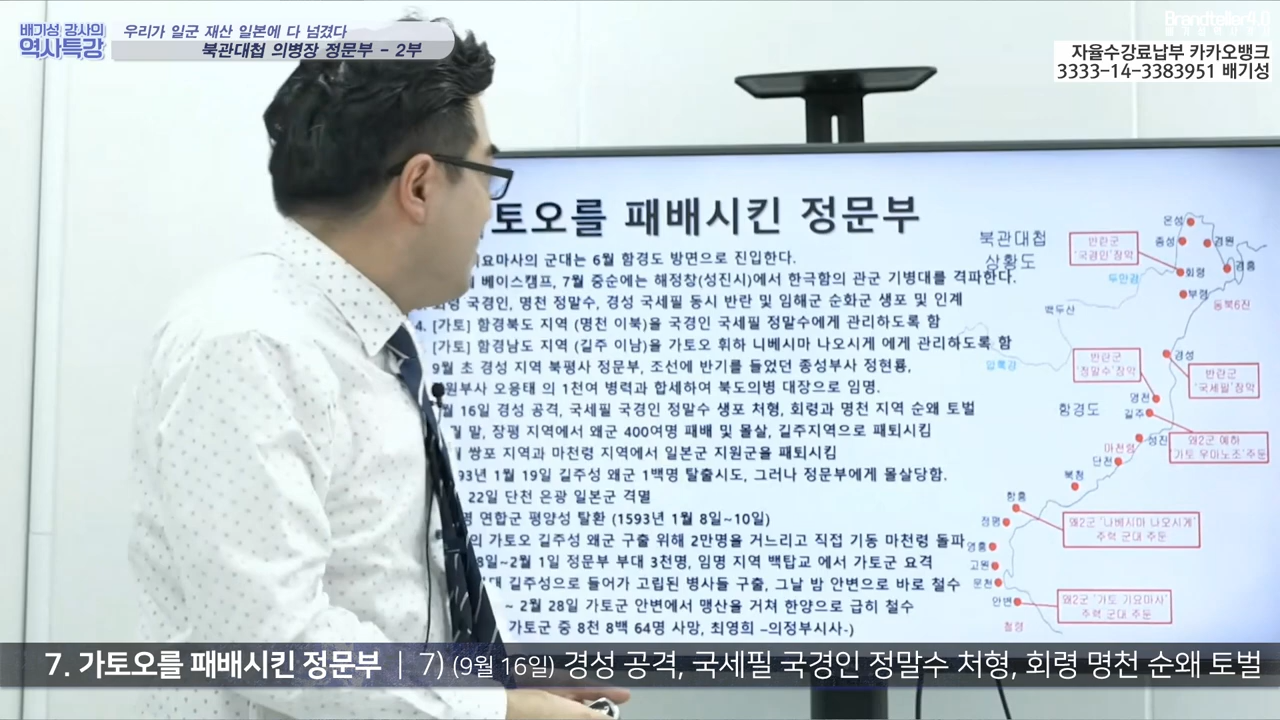 배기성 강사의
역사특강
우리가 일군 재산 일본에 다 넘겼다
북관대첩 의병장 정문부 - 2부
Brandteller4.0
자율수강료납부 카카오뱅크
3333-14-3383951 배기성
토오를 패배시킨 정문부
요마사의 군대는 6월 함경도 방면으로 진입한다.
베이스캠프, 7월 중순에는 해정창(성진시)에서 한극함의 관군 기병대를 격파한다.
회령 국경인, 명천 정말수, 경성 국세필 동시 반란 및 임해군 순화군 생포 및 인계
4. [가토] 함경북도 지역 (명천 이북)을 국경인 국세필 정말수에게 관리하도록 함
[가토] 함경남도 지역 (길주 이남)을 가토오 휘하 니베시마 나오시게 에게 관리하도록 함
9월 초 경성 지역 북평사 정문부, 조선에 반기를 들었던 종성부사 정현룡,
원부사 오응태 의 1천여 병력과 합세하여 북도의병 대장으로 임명.
월 16일 경성 공격, 국세필 국경인 정말수 생포 처형, 회령과 명천 지역 순왜 토벌
월 말, 장평 지역에서 왜군 400여명 패배 및 몰살, 길주지역으로 패퇴시킴
쌍포 지역과 마천령 지역에서 일본군 지원군을 패퇴시킴
93년 1월 19일 길주성 왜군 1백명 탈출시도, 그러나 정문부에게 몰살당함.
22일 단천 은광 일본군 격멸
명 연합군 평양성 탈환 (1593년 1월 8일~10일)
의 가토오 길주성 왜군 구출 위해 2만명을 거느리고 직접 기동 마천령 돌파
8일~2월 1일 정문부 부대 3천명, 임명 지역 백탑교 에서 가토군 요격
대 길주성으로 들어가 고립된 병사들 구출, 그날 밤 안변으로 바로 철수
~ 2월 28일 가토군 안변에서 맹산을 거쳐 한양으로 급히 철수
가토군 중 8천 8백 64명 사망, 최영희 –의정부시사-)
북관대첩
상황도
반란군
'국경인'장악
온성
종성
경원
회령
경흥
두만강
부령
동북6진
백두산
압록강
경성
반란군
'정말수'장악
반란군
'국세필'장악
명천
길주
함경도
성진
왜2군 예하
'가토 우마노조'주둔
마천령
단천
북청
함흥
정평
왜2군 '나베시마 나오시게'
주력 군대 주둔
영흥
고원
문천
안변
왜2군 '가토 기요마사'
주력 군대 주둔
철령
7. 가토오를 패배시킨 정문부 | 7) (9월 16일) 경성 공격, 국세필 국경인 정말수 처형, 회령 명천 순왜 토벌